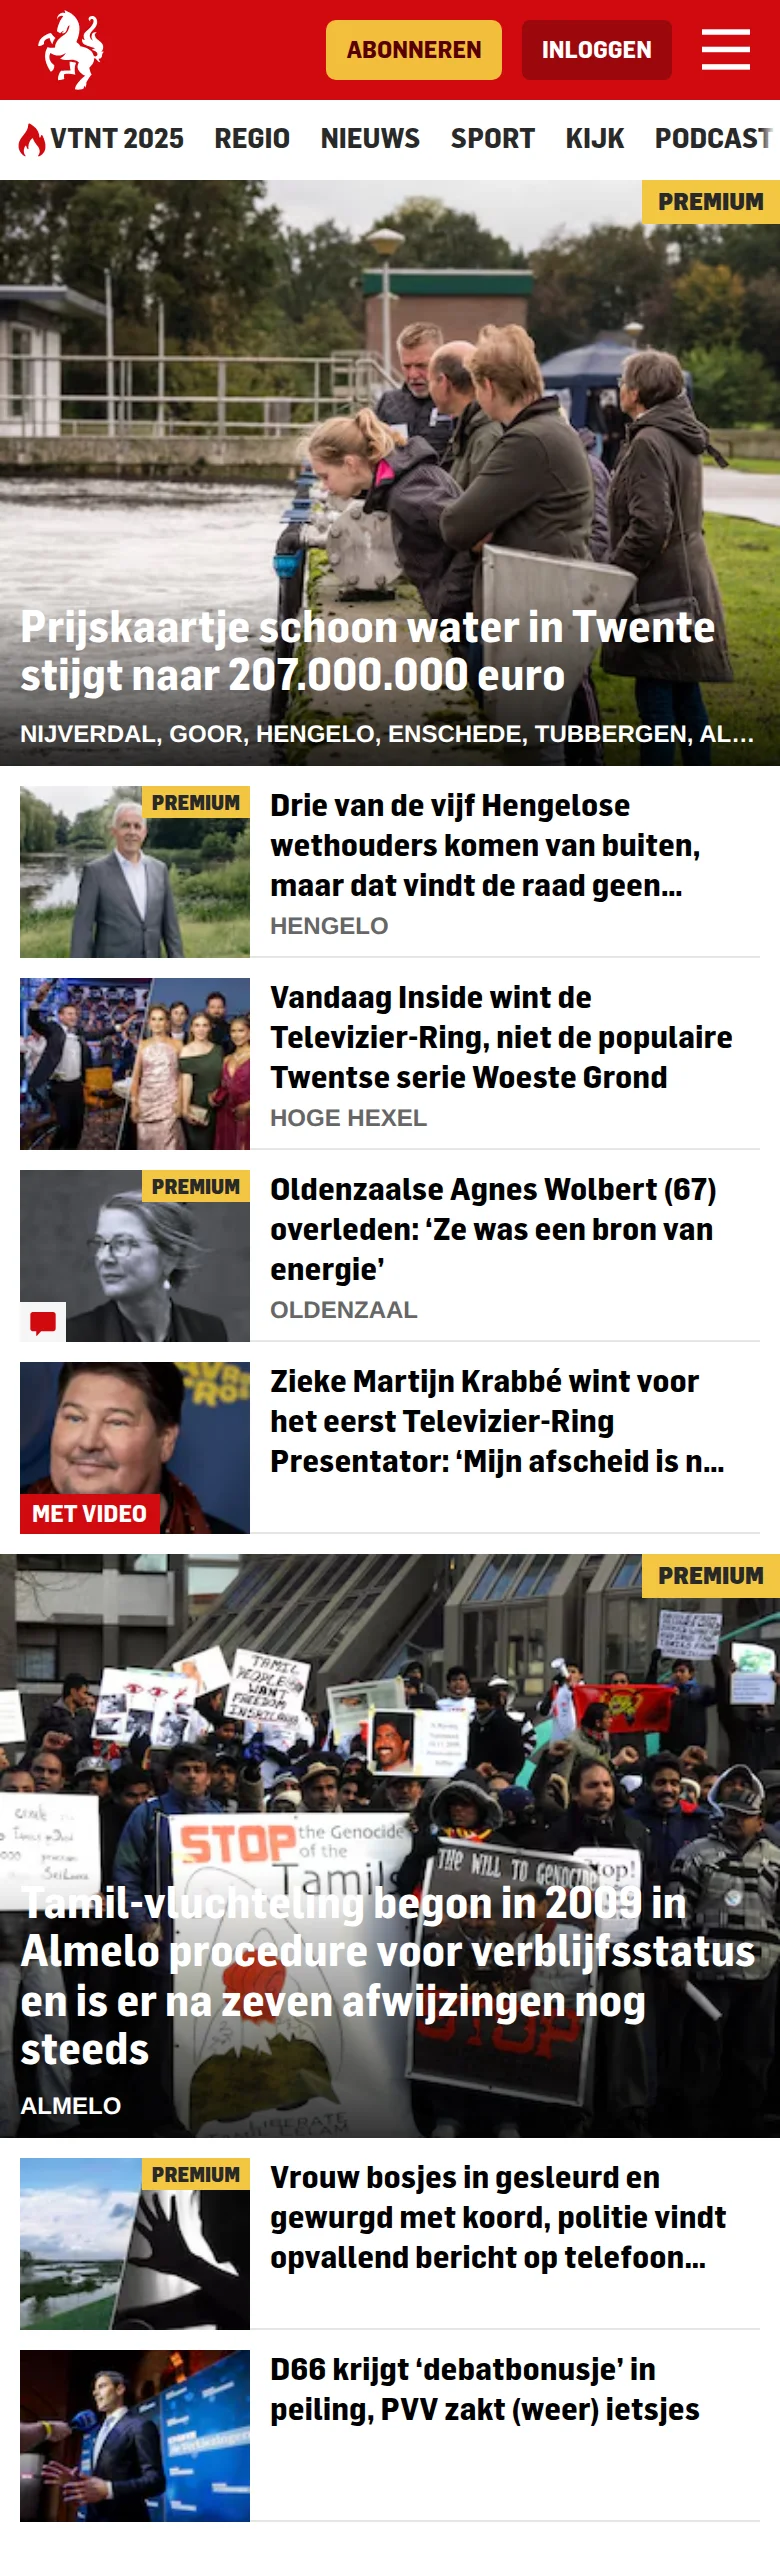 ABONNEREN
INLOGGEN
VTNT 2025 REGIO NIEUWS SPORT KIJK PODCAST
PREMIUM
Prijskaartje schoon water in Twente
stijgt naar 207.000.000 euro
NIJVERDAL, GOOR, HENGELO, ENSCHEDE, TUBBERGEN, AL...
PREMIUM
Drie van de vijf Hengelose
wethouders komen van buiten,
maar dat vindt de raad geen...
HENGELO
Vandaag Inside wint de
Televizier-Ring, niet de populaire
Twentse serie Woeste Grond
HOGE HEXEL
PREMIUM
Oldenzaalse Agnes Wolbert (67)
overleden: ‘Ze was een bron van
energie’
OLDENZAAL
Zieke Martijn Krabbé wint voor
het eerst Televizier-Ring
Presentator: ‘Mijn afscheid is n...
MET VIDEO
PREMIUM
TAMIL
PEOPLE
WANT
FREEDOM
STOP the Genocide
of the
Tamils
THE WILL TO GENOCIDE
Stop!
STOP
Tamil-vluchteling begon in 2009 in
Almelo procedure voor verblijfsstatus
en is er na zeven afwijzingen nog
steeds
LIBERATE
ALMELO
PREMIUM
Vrouw bosjes in gesleurd en
gewurgd met koord, politie vindt
opvallend bericht op telefoon...
D66 krijgt ‘debatbonusje’ in
peiling, PVV zakt (weer) ietsjes